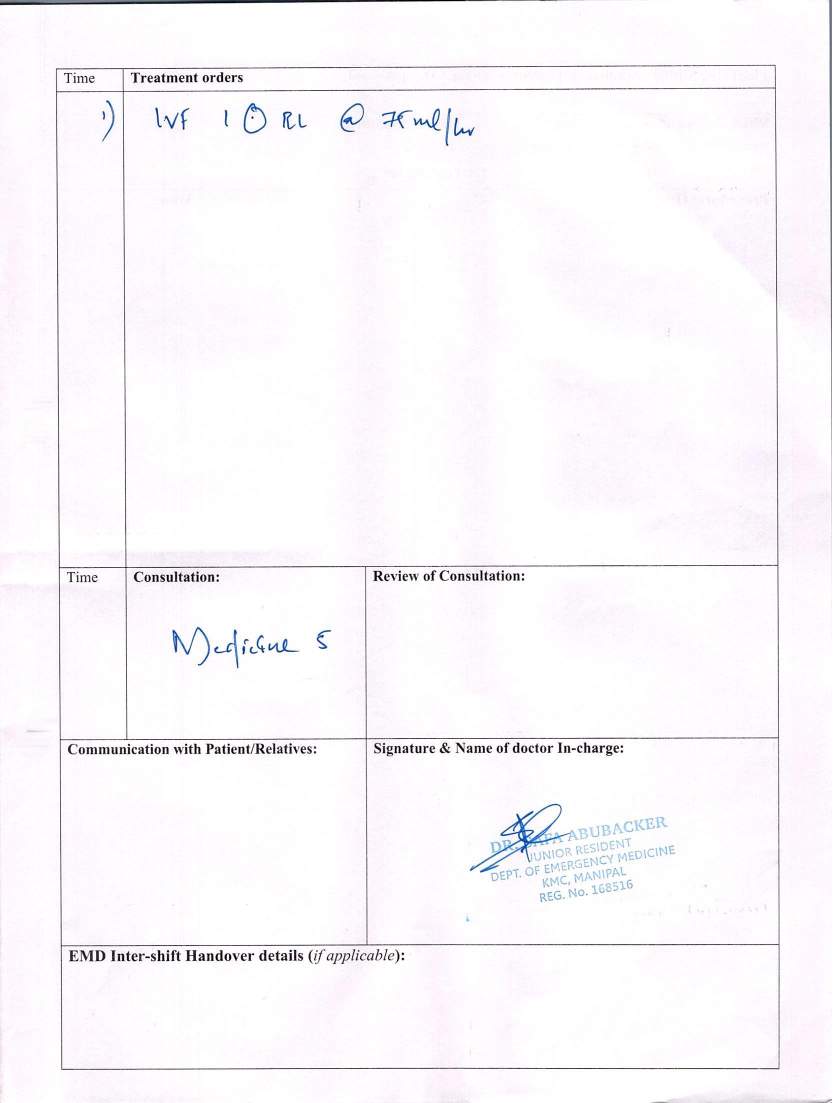 Time Treatment orders
1) IVF 1 RL @ 75 ml/hr
Time Consultation: Review of Consultation:
Medicine 5
Communication with Patient/Relatives: Signature & Name of doctor In-charge:
DR. ABUBACKER
JUNIOR RESIDENT
DEPT. OF EMERGENCY MEDICINE
KMC, MANIPAL
REG. No. 168516
EMD Inter-shift Handover details (if applicable):